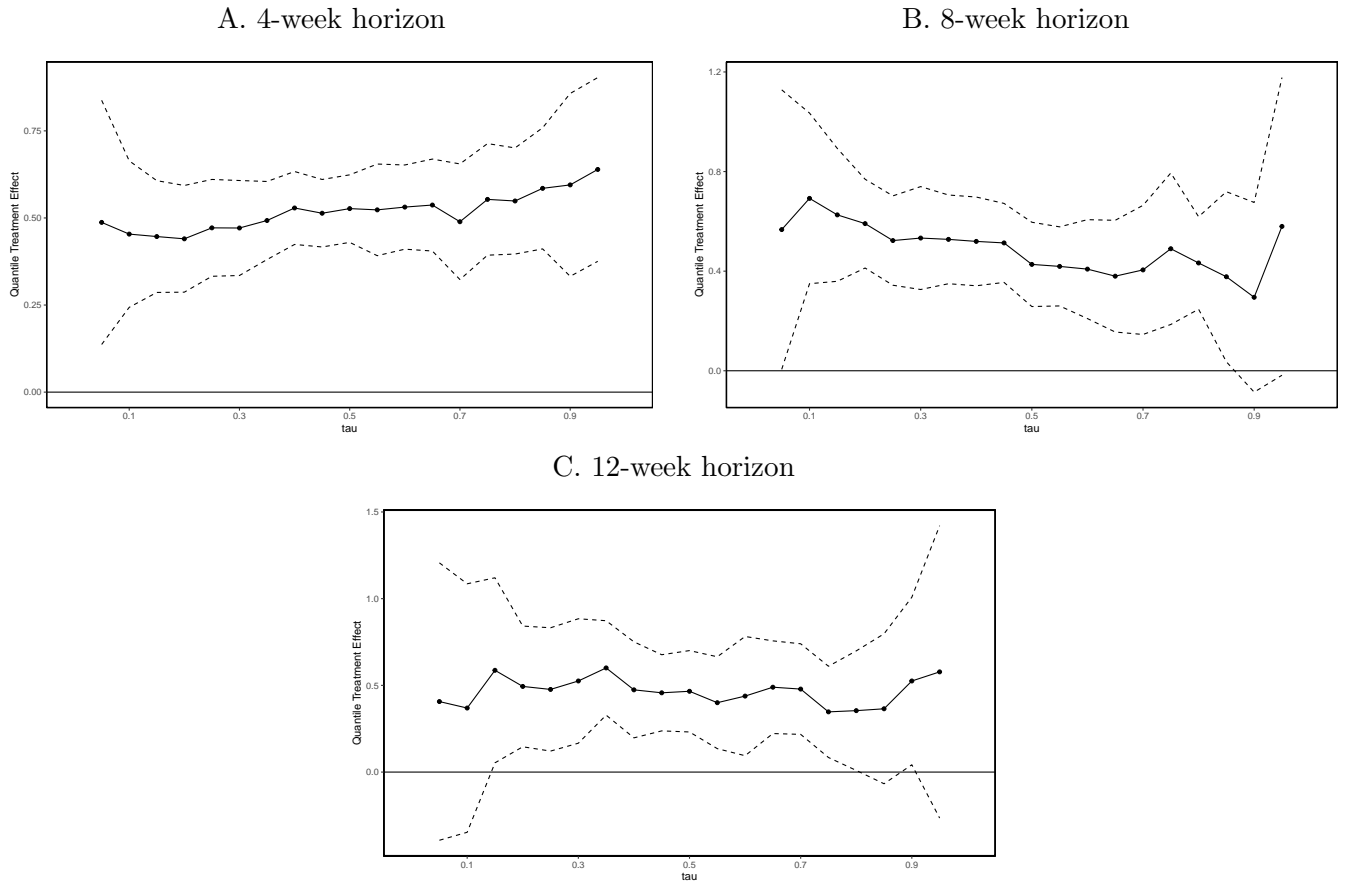 A. 4-week horizon
Quantile Treatment Effect
0.75
0.50
0.25
0.00
0.1 0.3 0.5 0.7 0.9
tau
B. 8-week horizon
Quantile Treatment Effect
1.2
0.8
0.4
0.0
0.1 0.3 0.5 0.7 0.9
tau
C. 12-week horizon
Quantile Treatment Effect
1.5
1.0
0.5
0.0
0.1 0.3 0.5 0.7 0.9
tau